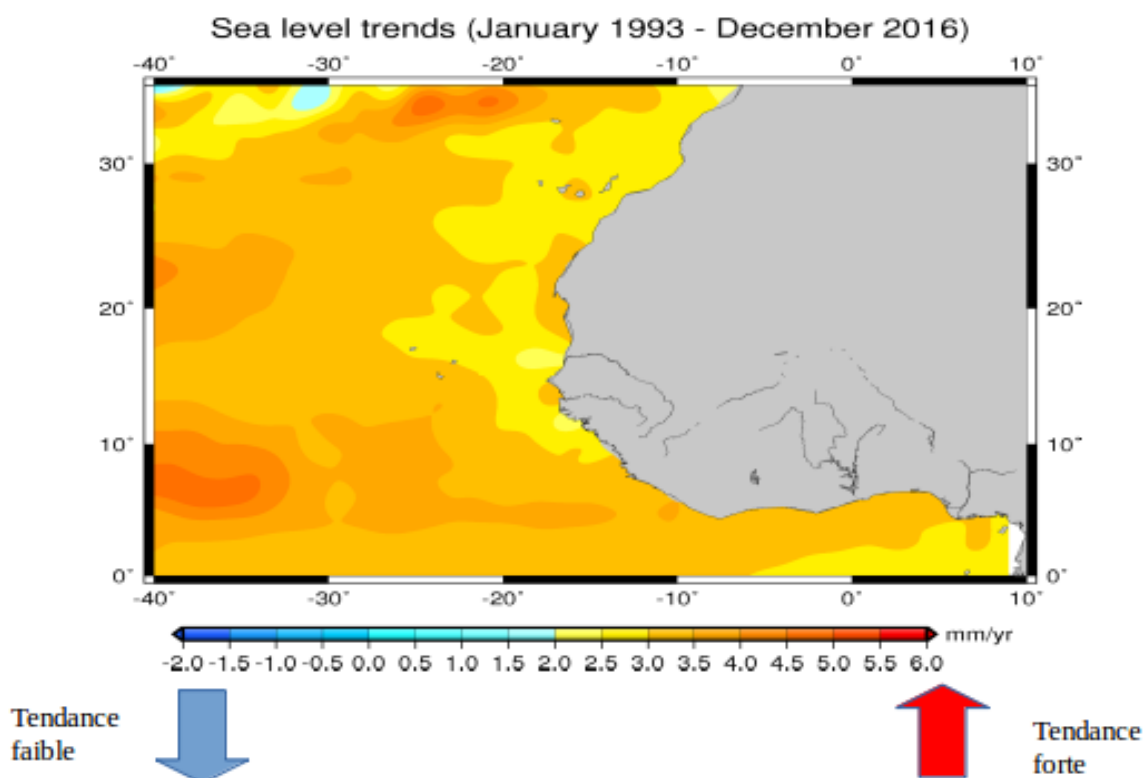 Sea level trends (January 1993 - December 2016)
-40˚ -30˚ -20˚ -10˚ 0˚ 10˚
30˚ 30˚
20˚ 20˚
10˚ 10˚
0˚ 0˚
-40˚ -30˚ -20˚ -10˚ 0˚ 10˚
mm/yr
-2.0 -1.5 -1.0 -0.5 0.0 0.5 1.0 1.5 2.0 2.5 3.0 3.5 4.0 4.5 5.0 5.5 6.0
Tendance
faible
Tendance
forte